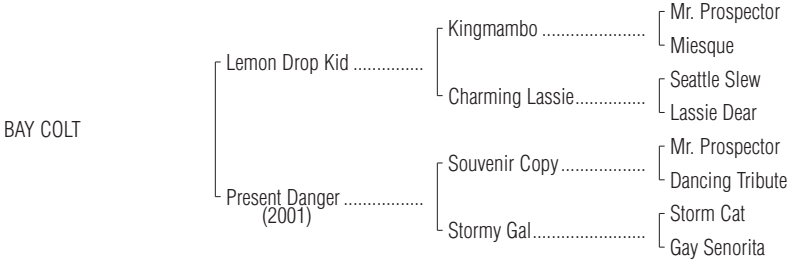 Mr. Prospector
Kingmambo ......................
Miesque
Lemon Drop Kid ...............
Seattle Slew
Charming Lassie...............
Lassie Dear
BAY COLT
Mr. Prospector
Souvenir Copy..................
Dancing Tribute
Present Danger .................
(2001)
Storm Cat
Stormy Gal........................
Gay Senorita